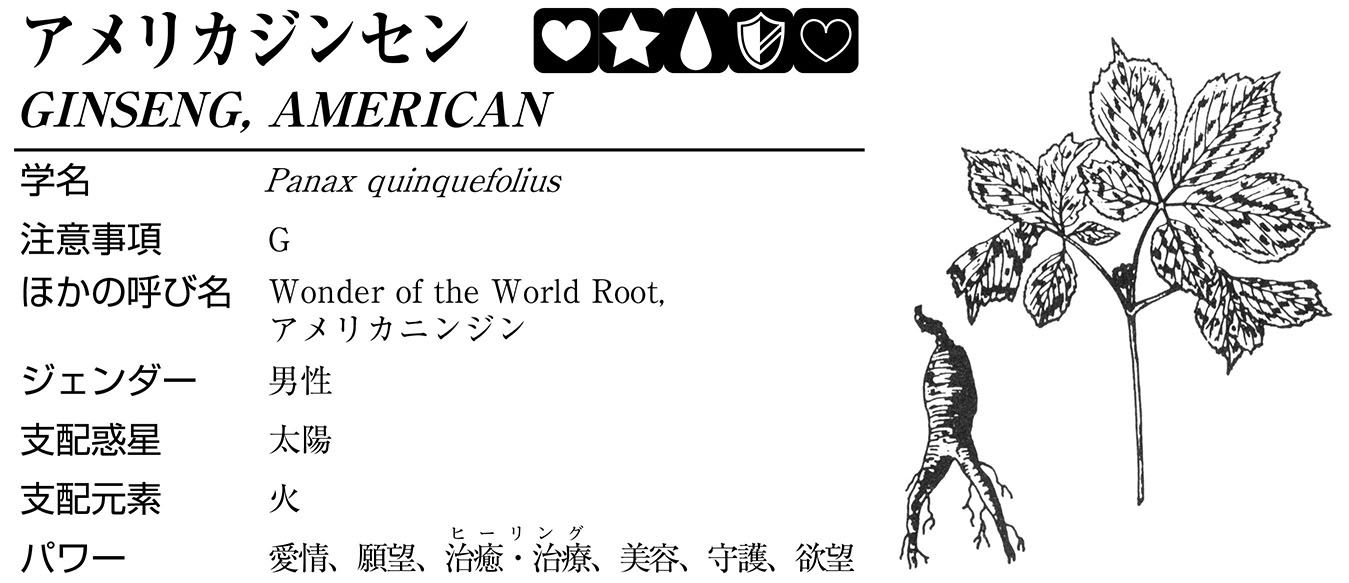 アメリカジンセン
GINSENG, AMERICAN
学名 Panax quinquefolius
注意事項 G
ほかの呼び名 Wonder of the World Root,
アメリカニンジン
ジェンダー 男性
支配惑星 太陽
支配元素 火
ヒーリング
パワー 愛情、願望、治癒・治療、美容、守護、欲望